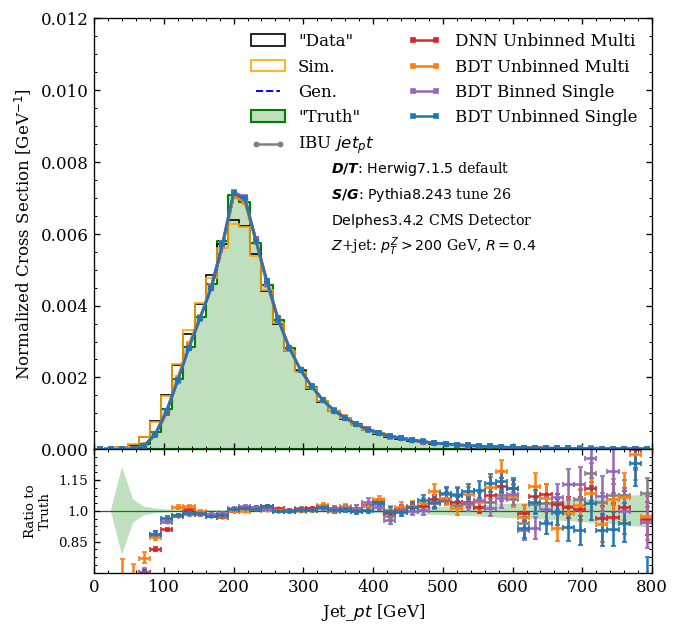 0.012
0.010
0.008
0.006
0.004
0.002
0.000
Normalized Cross Section [GeV⁻¹]
"Data"
Sim.
Gen.
"Truth"
IBU jetₚt
DNN Unbinned Multi
BDT Unbinned Multi
BDT Binned Single
BDT Unbinned Single
D/T: Herwig7.1.5 default
S/G: Pythia8.243 tune 26
Delphes3.4.2 CMS Detector
Z+jet: p_T^Z > 200 GeV, R = 0.4
1.15
1.0
0.85
Ratio to
Truth
0 100 200 300 400 500 600 700 800
Jet_pt [GeV]